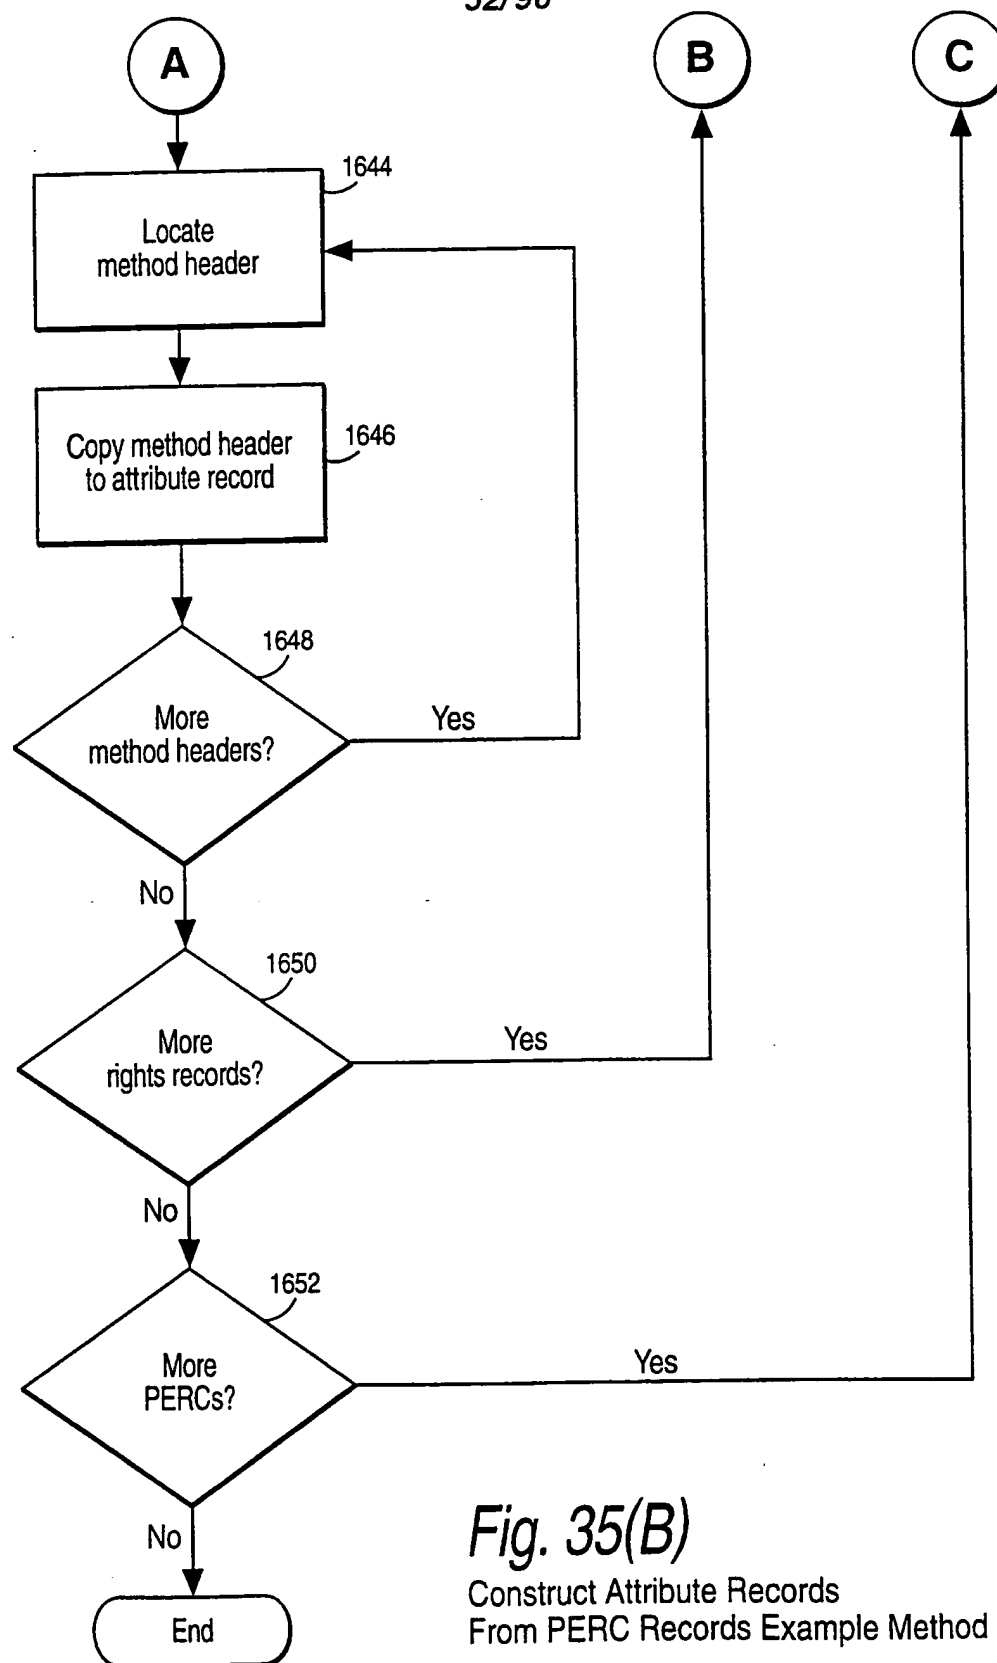 A
B
C
1644
Locate
method header
Copy method header
to attribute record
1646
1648
More
method headers?
Yes
No
1650
More
rights records?
Yes
No
1652
More
PERCs?
Yes
No
End
Fig. 35(B)
Construct Attribute Records
From PERC Records Example Method